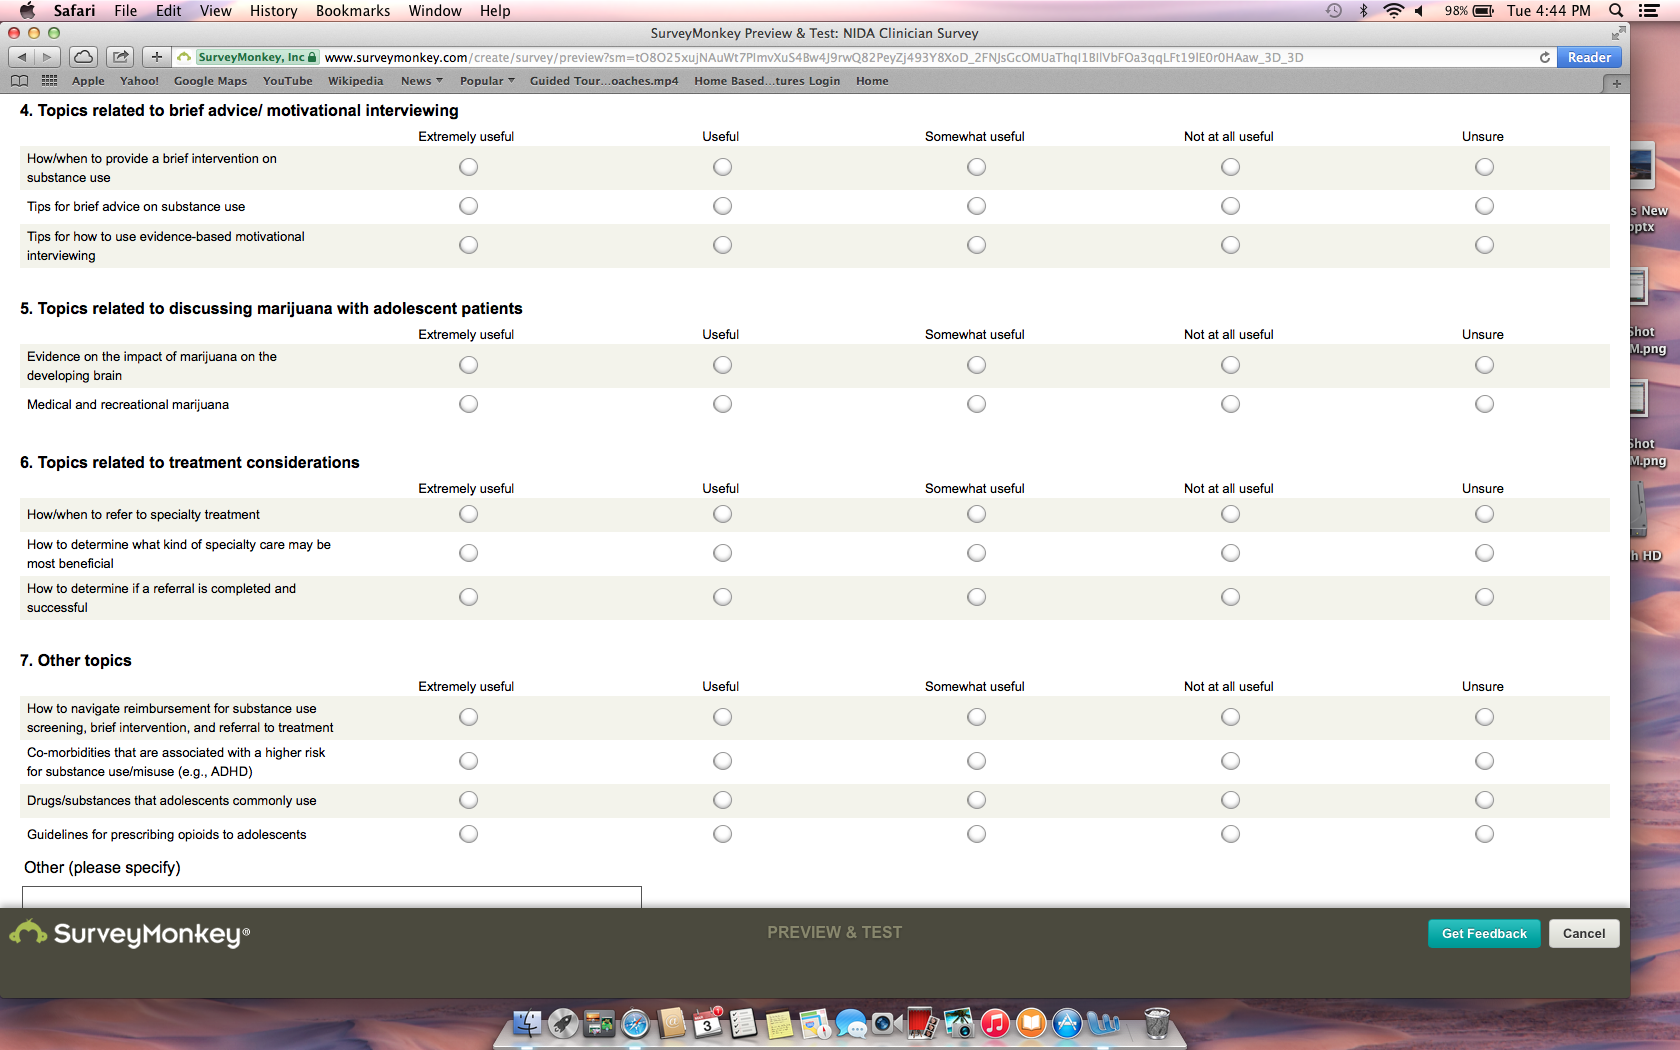 Safari File Edit View History Bookmarks Window Help 98% Tue 4:44 PM
SurveyMonkey Preview & Test: NIDA Clinician Survey
SurveyMonkey, Inc www.surveymonkey.com/create/survey/preview?sm=
Reader
Apple Yahoo! Google Maps YouTube Wikipedia News Popular Guided Tour...oaches.mp4 Home Based...tures Login Home
4. Topics related to brief advice/ motivational interviewing
Extremely useful Useful Somewhat useful Not at all useful Unsure
How/when to provide a brief intervention on
substance use
Tips for brief advice on substance use
Tips for how to use evidence-based motivational
interviewing
5. Topics related to discussing marijuana with adolescent patients
Extremely useful Useful Somewhat useful Not at all useful Unsure
Evidence on the impact of marijuana on the
developing brain
Medical and recreational marijuana
6. Topics related to treatment considerations
Extremely useful Useful Somewhat useful Not at all useful Unsure
How/when to refer to specialty treatment
How to determine what kind of specialty care may be
most beneficial
How to determine if a referral is completed and
successful
7. Other topics
Extremely useful Useful Somewhat useful Not at all useful Unsure
How to navigate reimbursement for substance use
screening, brief intervention, and referral to treatment
Co-morbidities that are associated with a higher risk
for substance use/misuse (e.g., ADHD)
Drugs/substances that adolescents commonly use
Guidelines for prescribing opioids to adolescents
Other (please specify)
SurveyMonkey®
PREVIEW & TEST
Get Feedback
Cancel
s New
pptx
Shot
M.png
Shot
M.png
h HD
3
1